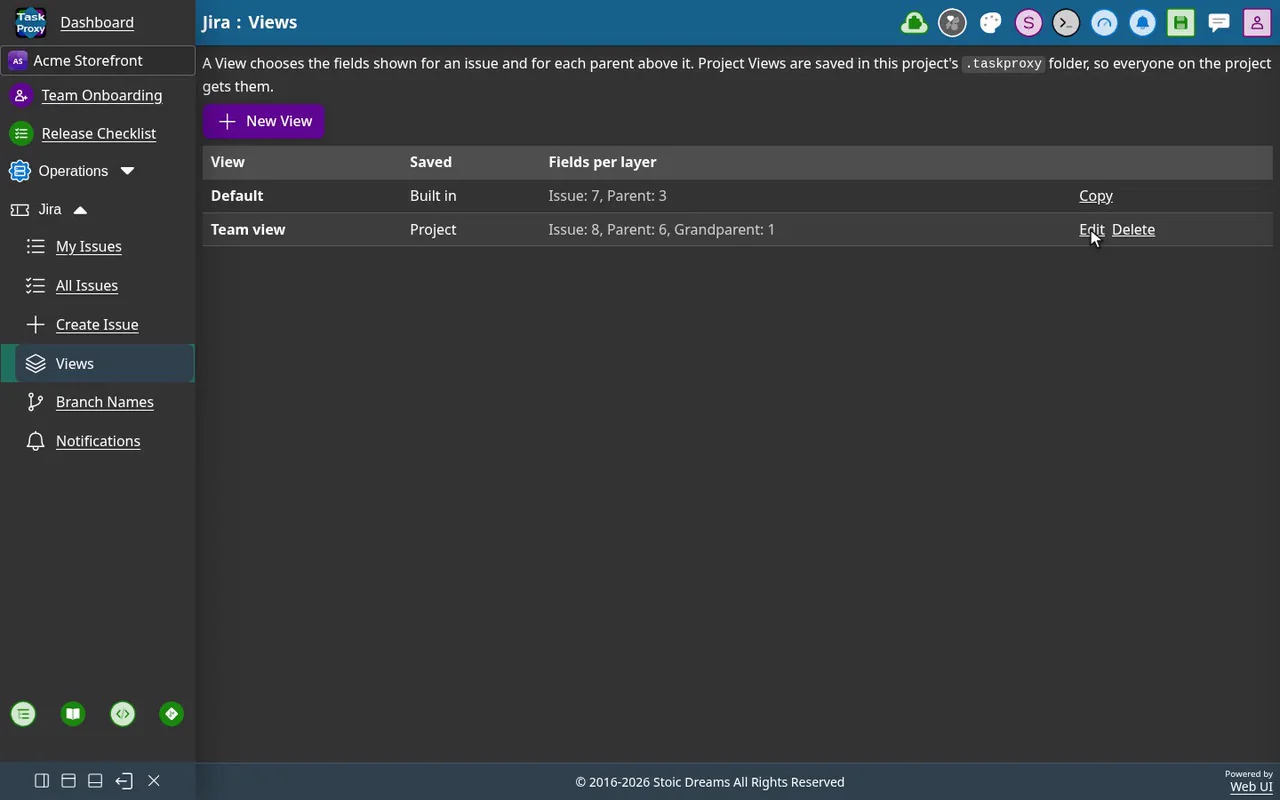 Task Proxy
Dashboard
Jira : Views
S
AS
Acme Storefront
Team Onboarding
Release Checklist
Operations
Jira
My Issues
All Issues
Create Issue
Views
Branch Names
Notifications
A View chooses the fields shown for an issue and for each parent above it. Project Views are saved in this project's .taskproxy folder, so everyone on the project
gets them.
New View
View Saved Fields per layer
Default Built in Issue: 7, Parent: 3 Copy
Team view Project Issue: 8, Parent: 6, Grandparent: 1 Edit Delete
© 2016-2026 Stoic Dreams All Rights Reserved
Powered by
Web UI